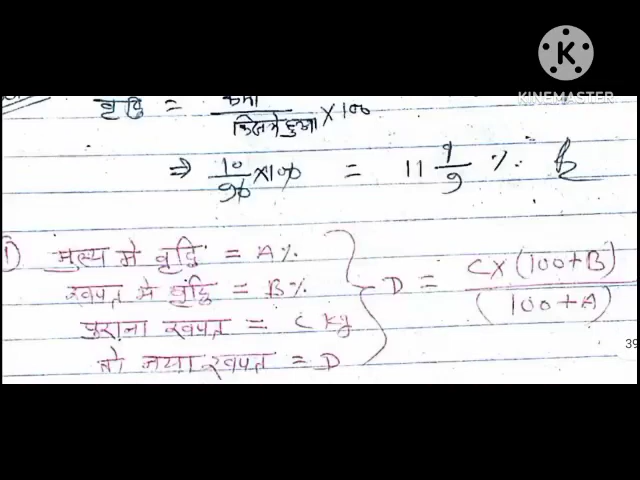 KINEMASTER
वृद्धि = कमी / जितने हुआ × 100
⇒ 10/90 × 100 = 11 1/9 %
1) मुल्य मे वृद्धि = A%
खपत मे वृद्धि = B%
पुराना खपत = C kg
तो नया खपत = D
D = C × (100 + B) / (100 + A)
39